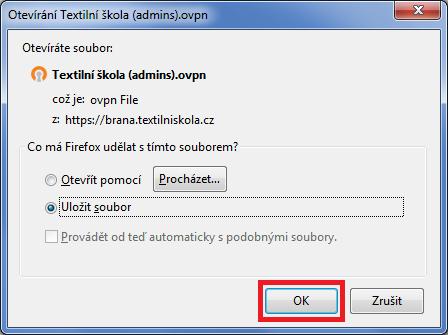 Otevírání Textilní škola (admins).ovpn
Otevíráte soubor:
Textilní škola (admins).ovpn
což je: ovpn File
z: https://brana.textilniskola.cz
Co má Firefox udělat s tímto souborem?
Otevřít pomocí Procházet...
Uložit soubor
Provádět od teď automaticky s podobnými soubory.
OK Zrušit